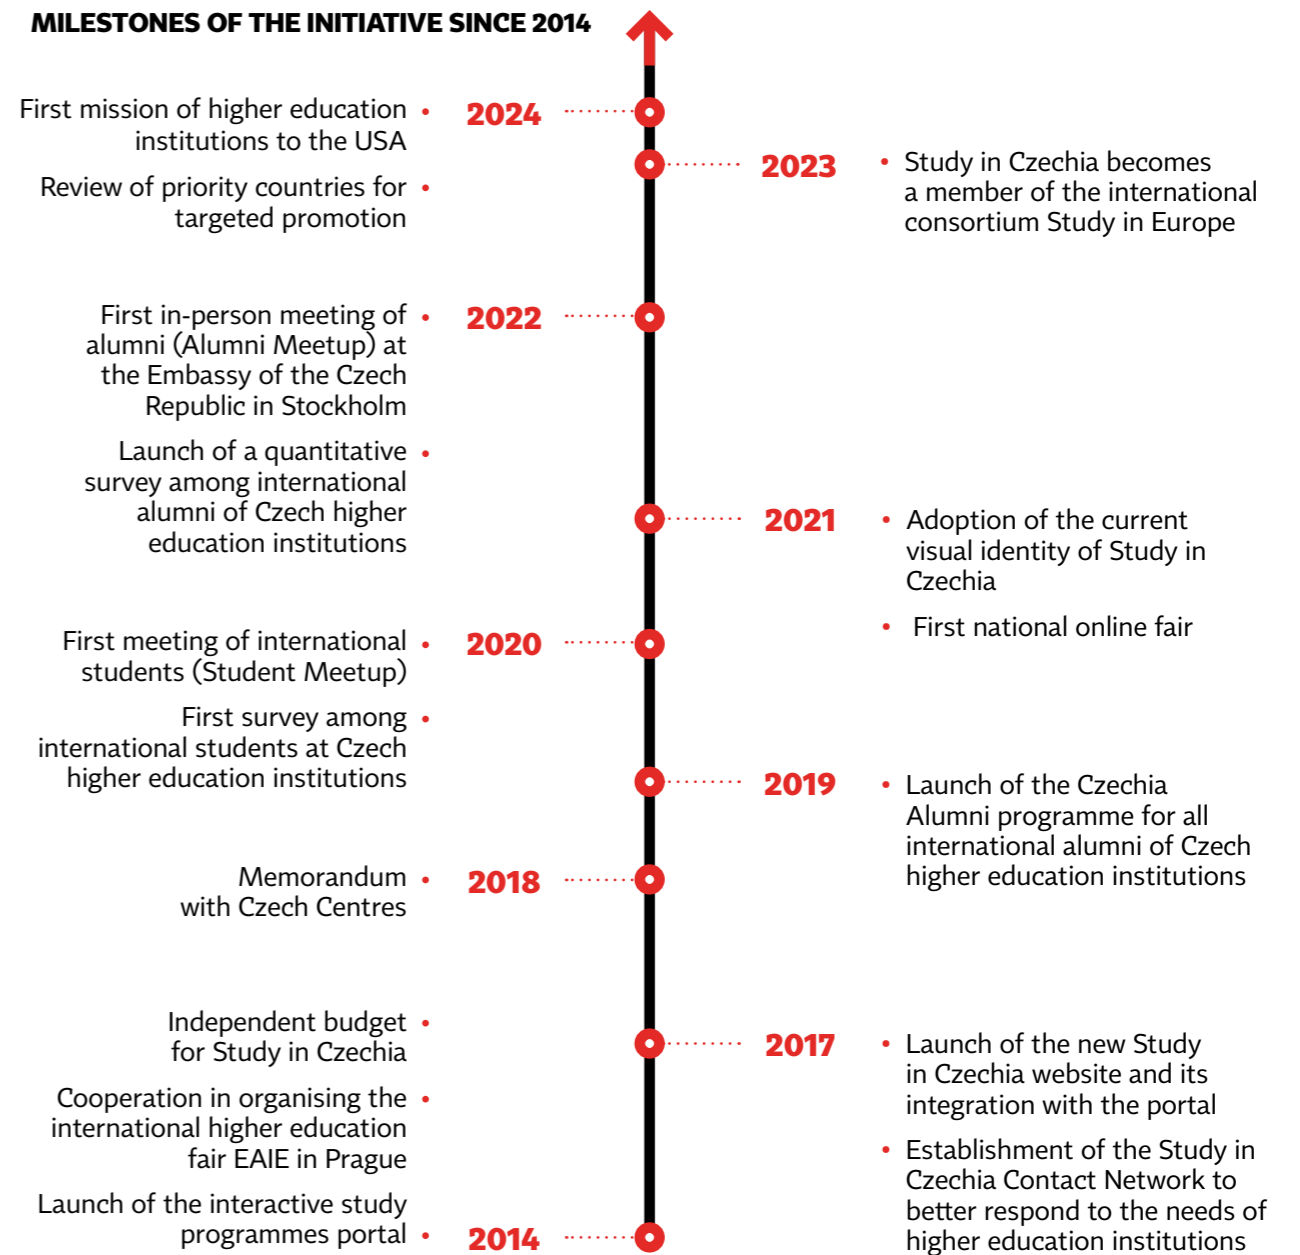 MILESTONES OF THE INITIATIVE SINCE 2014
First mission of higher education
institutions to the USA
Review of priority countries for
targeted promotion
2024
2023
Study in Czechia becomes
a member of the international
consortium Study in Europe
First in-person meeting of
alumni (Alumni Meetup) at
the Embassy of the Czech
Republic in Stockholm
Launch of a quantitative
survey among international
alumni of Czech higher
education institutions
2022
2021
Adoption of the current
visual identity of Study in
Czechia
First national online fair
First meeting of international
students (Student Meetup)
First survey among
international students at Czech
higher education institutions
2020
2019
Launch of the Czechia
Alumni programme for all
international alumni of Czech
higher education institutions
Memorandum
with Czech Centres
2018
2017
Launch of the new Study
in Czechia website and its
integration with the portal
Establishment of the Study in
Czechia Contact Network to
better respond to the needs of
higher education institutions
Independent budget
for Study in Czechia
Cooperation in organising the
international higher education
fair EAIE in Prague
Launch of the interactive study
programmes portal
2014